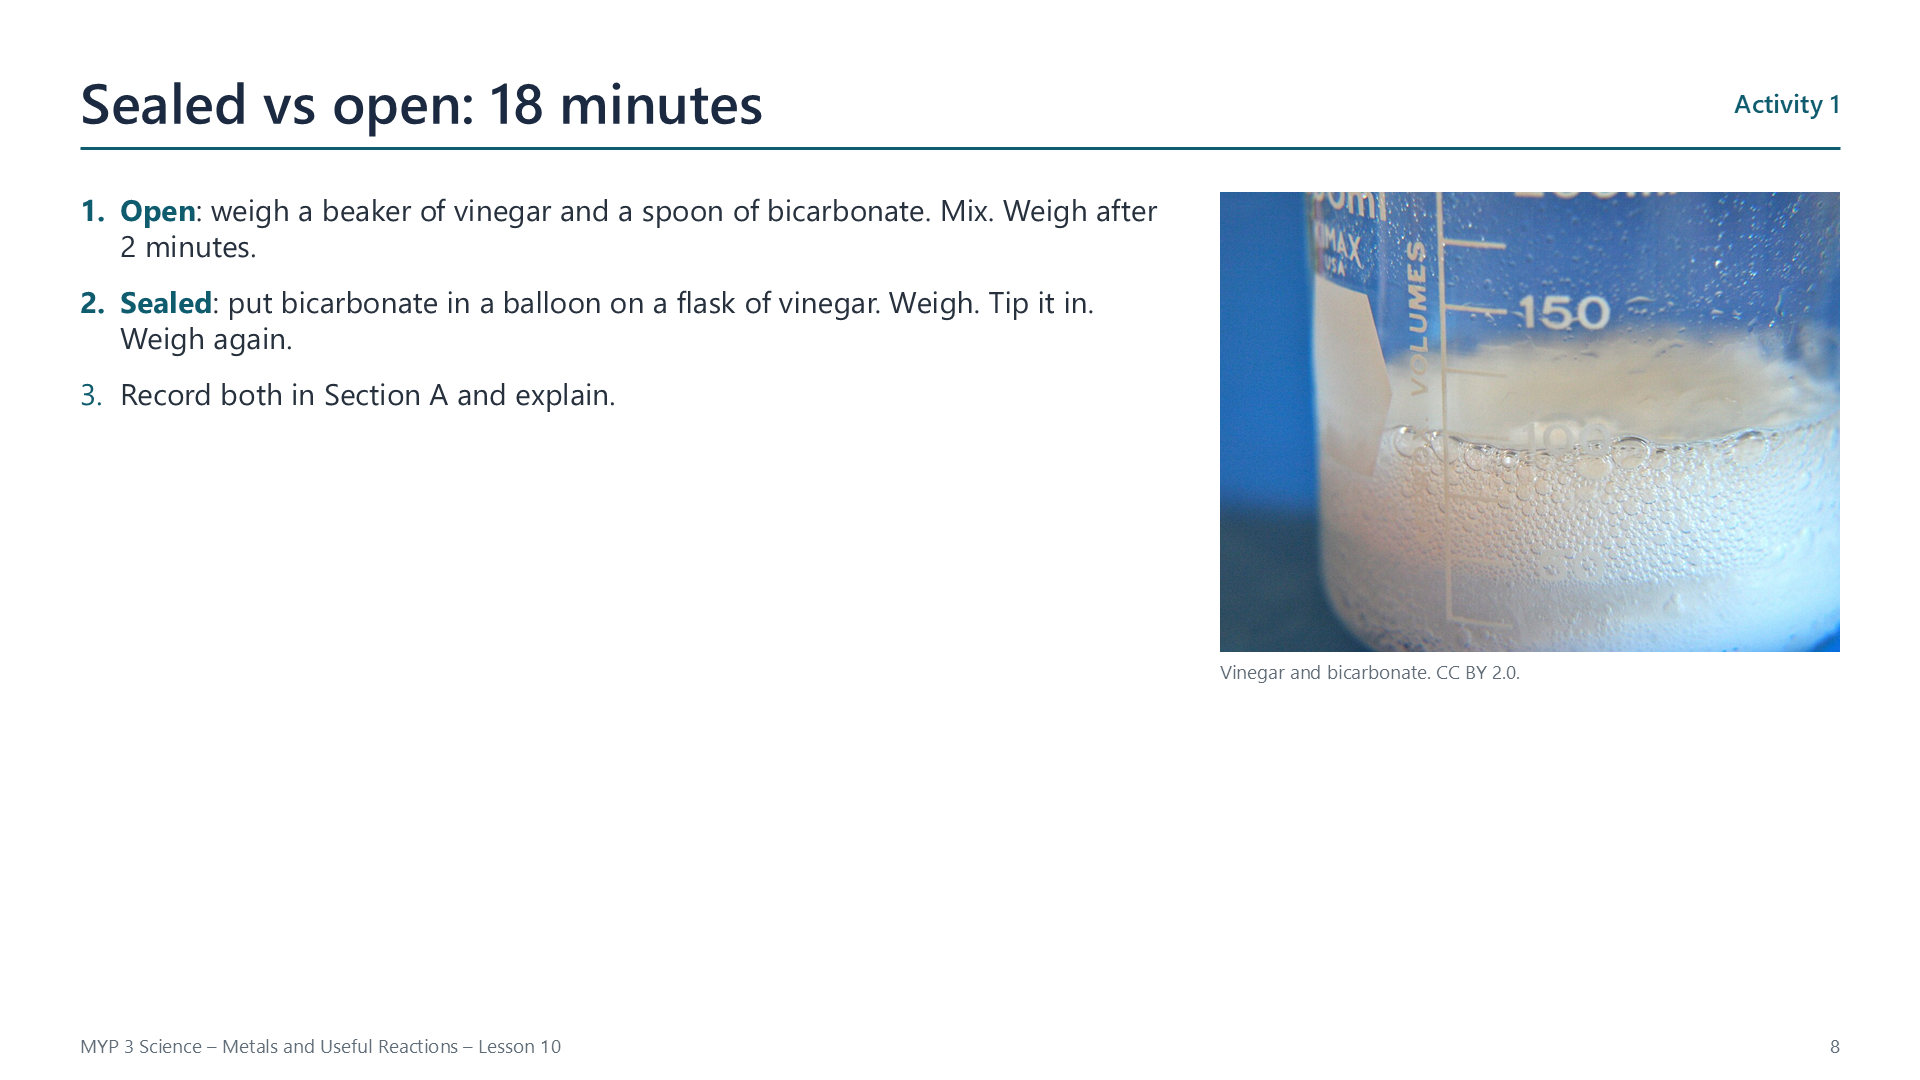 Sealed vs open: 18 minutes
Activity 1
1. Open: weigh a beaker of vinegar and a spoon of bicarbonate. Mix. Weigh after
2 minutes.
2. Sealed: put bicarbonate in a balloon on a flask of vinegar. Weigh. Tip it in.
Weigh again.
3. Record both in Section A and explain.
KIMAX
USA
VOLUMES
150
100
50
Vinegar and bicarbonate. CC BY 2.0.
MYP 3 Science – Metals and Useful Reactions – Lesson 10
8